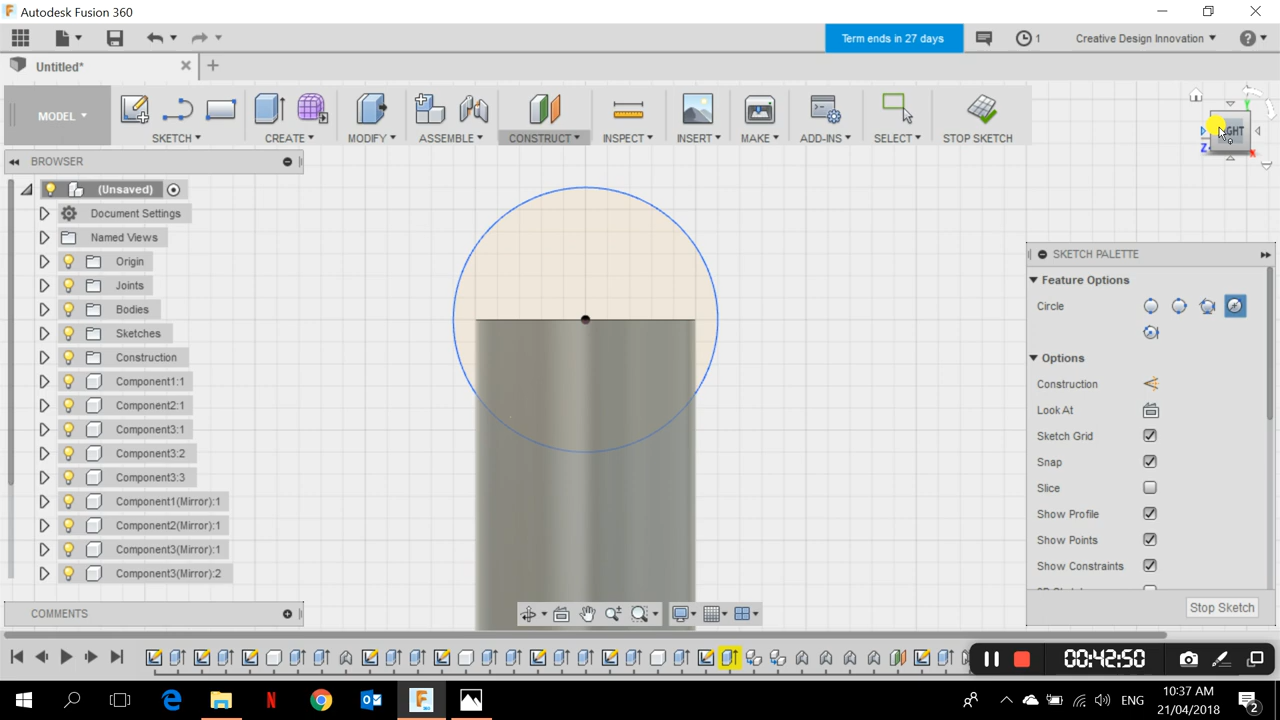 Autodesk Fusion 360
Term ends in 27 days
1
Creative Design Innovation
Untitled*
MODEL
SKETCH
CREATE
MODIFY
ASSEMBLE
CONSTRUCT
INSPECT
INSERT
MAKE
ADD-INS
SELECT
STOP SKETCH
BROWSER
(Unsaved)
Document Settings
Named Views
Origin
Joints
Bodies
Sketches
Construction
Component1:1
Component2:1
Component3:1
Component3:2
Component3:3
Component1(Mirror):1
Component2(Mirror):1
Component3(Mirror):1
Component3(Mirror):2
COMMENTS
Y
Z
X
SKETCH PALETTE
Feature Options
Circle
Options
Construction
Look At
Sketch Grid
Snap
Slice
Show Profile
Show Points
Show Constraints
Stop Sketch
00:42:50
ENG
10:37 AM
21/04/2018
2